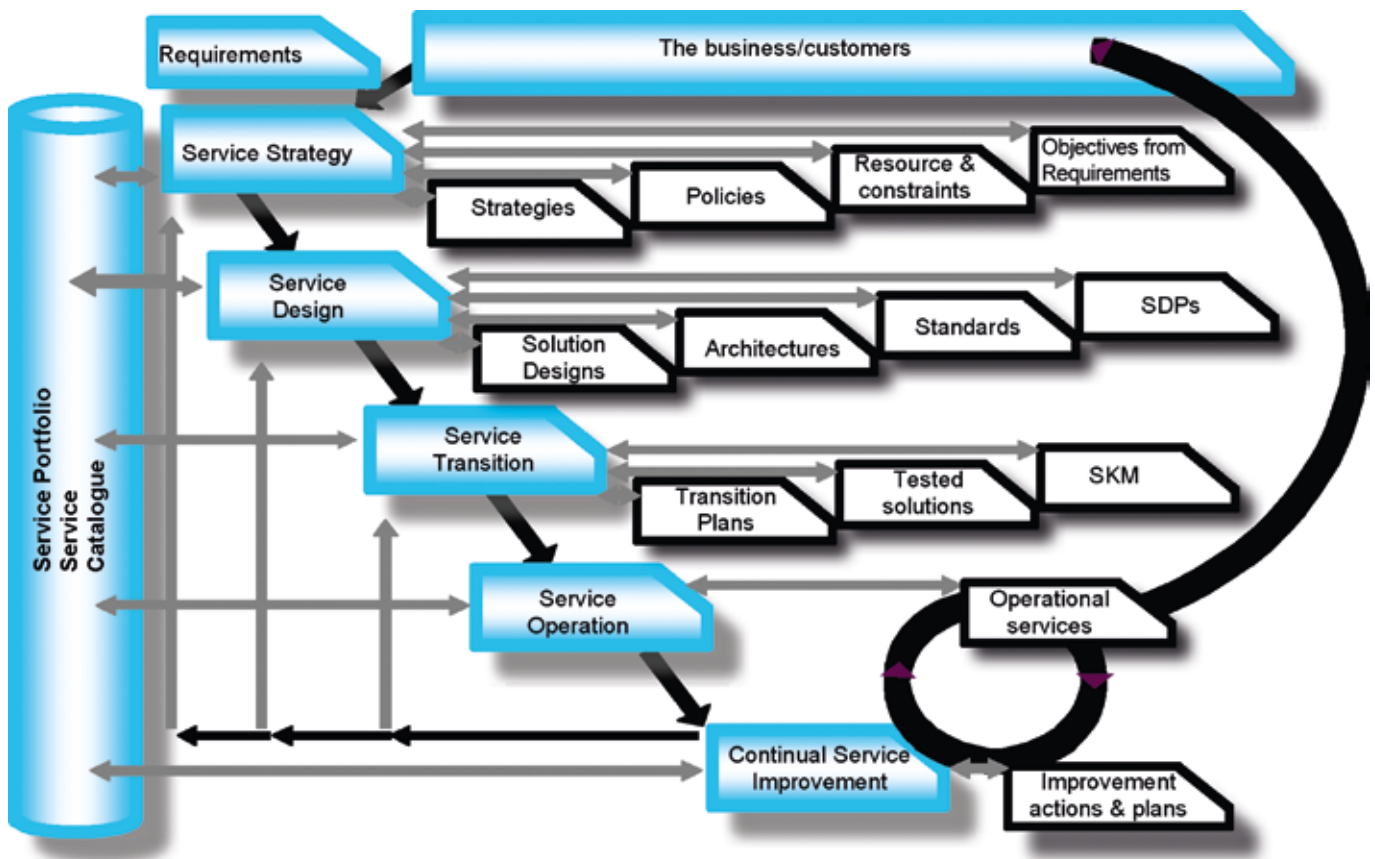 Requirements
The business/customers
Service Strategy
Strategies
Policies
Resource &
constraints
Objectives from
Requirements
Service
Design
Solution
Designs
Architectures
Standards
SDPs
Service
Transition
Transition
Plans
Tested
solutions
SKM
Service Portfolio
Service
Catalogue
Service
Operation
Operational
services
Continual Service
Improvement
Improvement
actions & plans